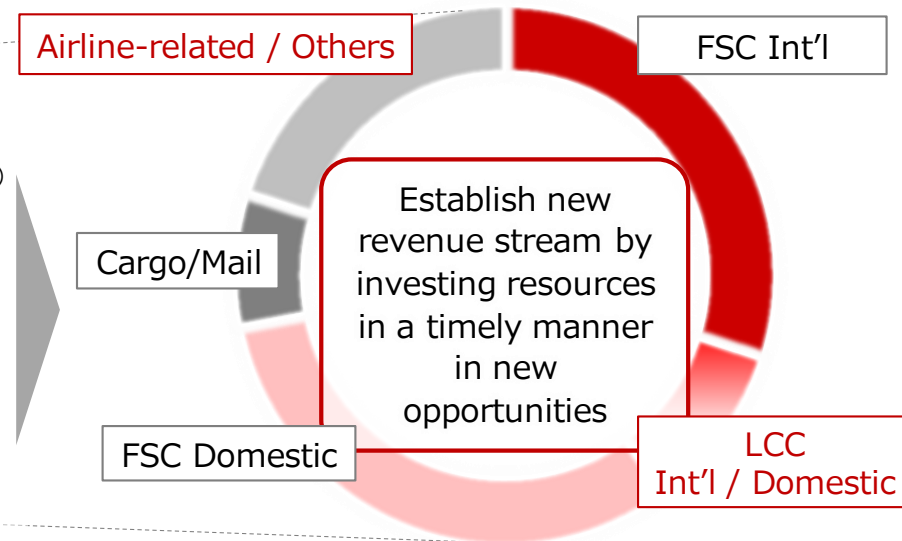 Airline-related / Others
FSC Int'l
)
Cargo/Mail
Establish new
revenue stream by
investing resources
in a timely manner
in new
opportunities
FSC Domestic
LCC
Int'l / Domestic